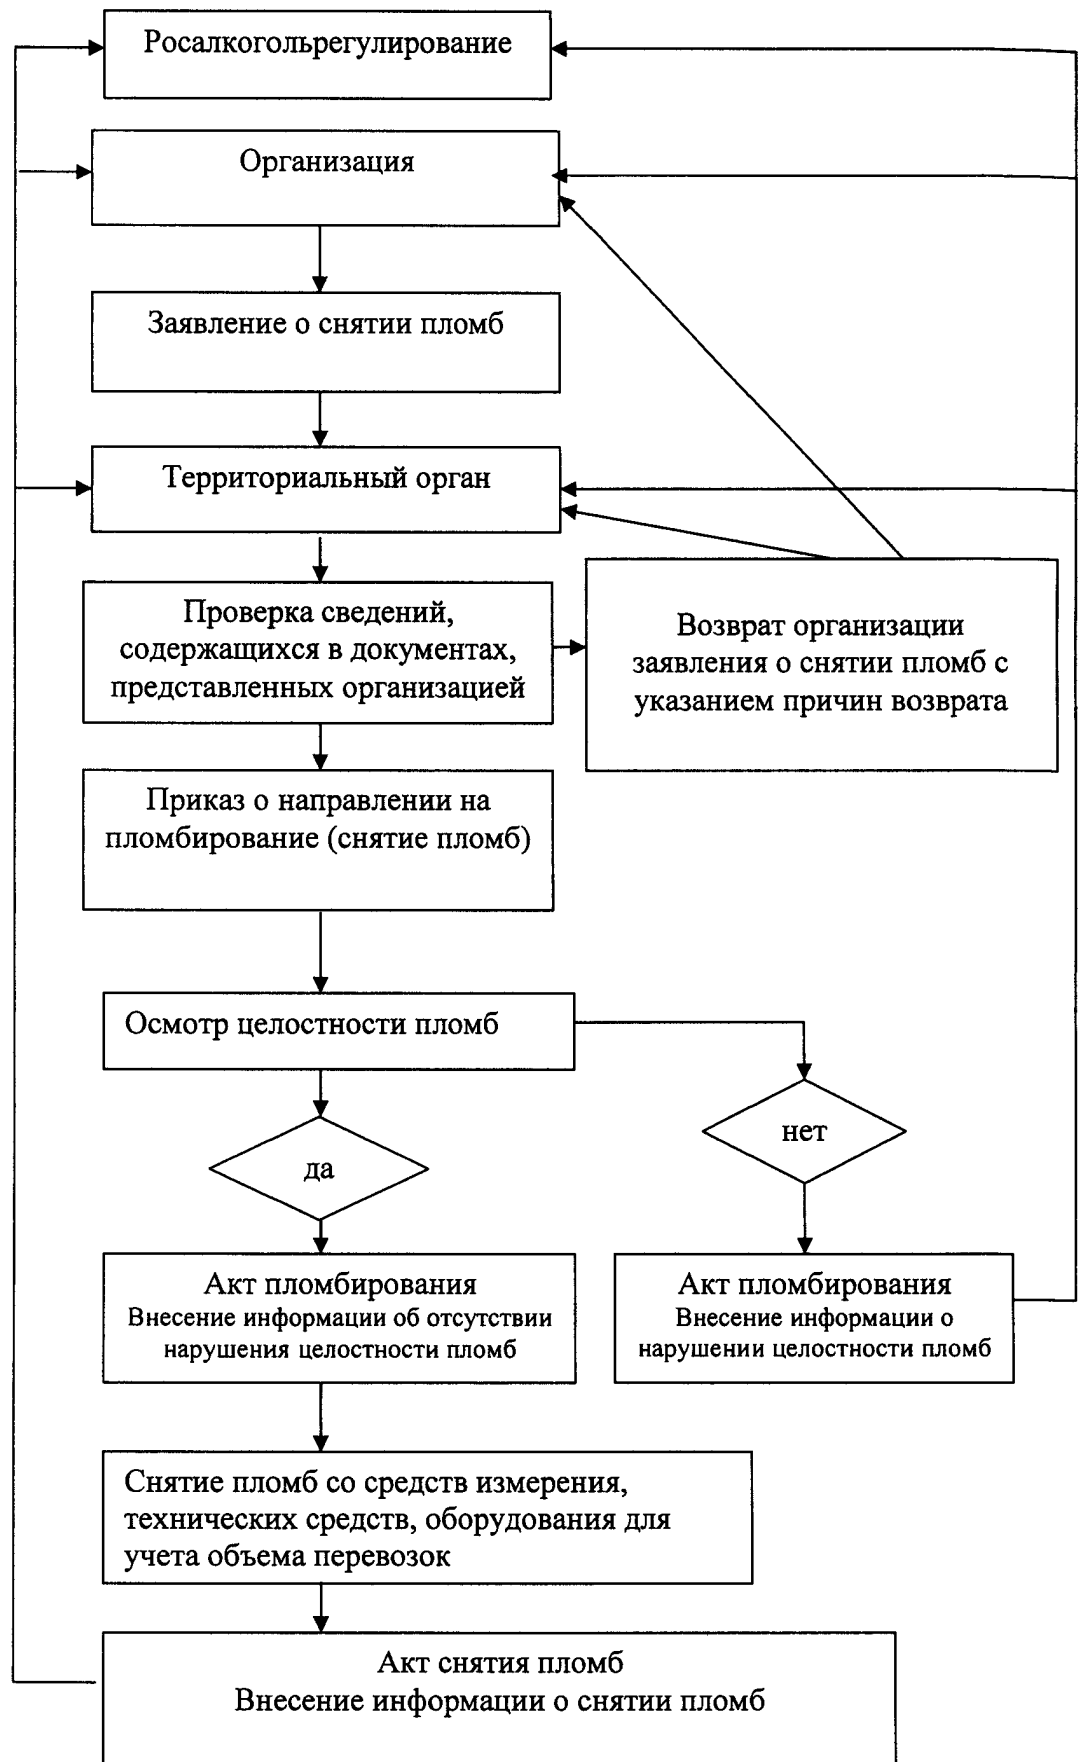 Росалкогольрегулирование
Организация
Заявление о снятии пломб
Территориальный орган
Проверка сведений,
содержащихся в документах,
представленных организацией
Возврат организации
заявления о снятии пломб с
указанием причин возврата
Приказ о направлении на
пломбирование (снятие пломб)
Осмотр целостности пломб
нет
да
Акт пломбирования
Внесение информации об отсутствии
нарушения целостности пломб
Акт пломбирования
Внесение информации о
нарушении целостности пломб
Снятие пломб со средств измерения,
технических средств, оборудования для
учета объема перевозок
Акт снятия пломб
Внесение информации о снятии пломб